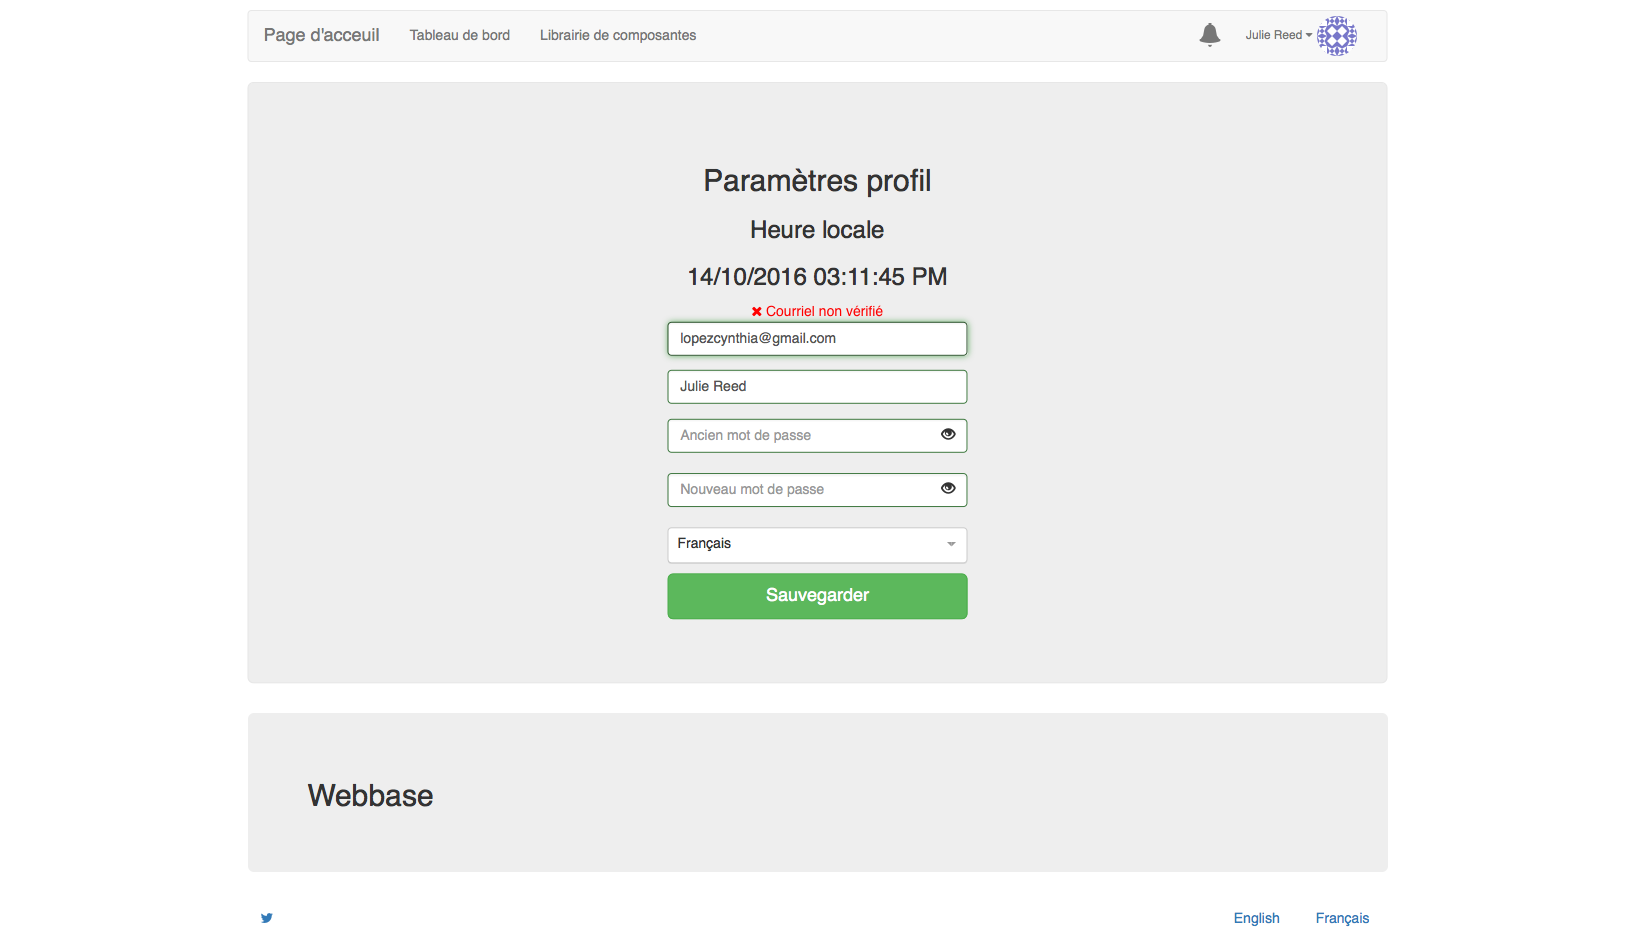 Page d'acceuil
Tableau de bord
Librairie de composantes
Julie Reed
Paramètres profil
Heure locale
14/10/2016 03:11:45 PM
Courriel non vérifié
lopezcynthia@gmail.com
Julie Reed
Ancien mot de passe
Nouveau mot de passe
Français
Sauvegarder
Webbase
English
Français